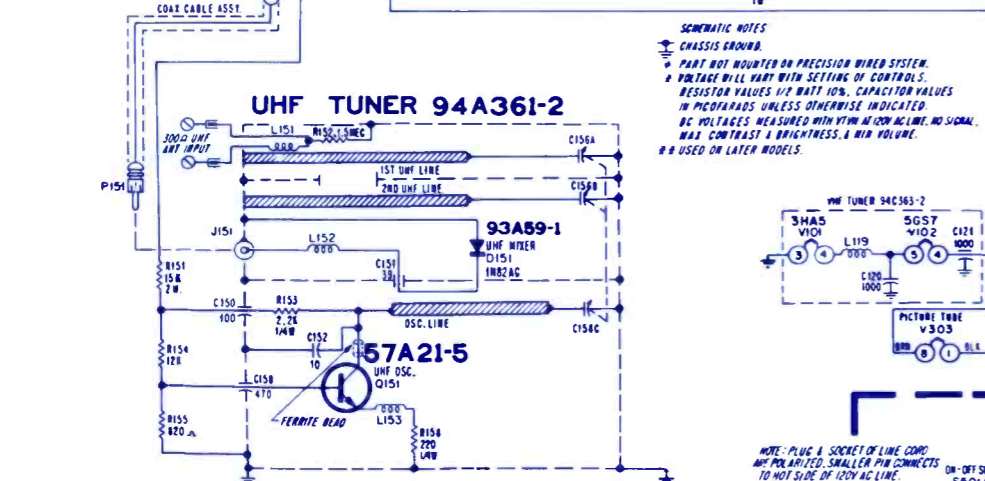 COAX CABLE ASSY.
SCHEMATIC NOTES
CHASSIS GROUND.
* PART NOT MOUNTED ON PRECISION WIRED SYSTEM.
VOLTAGE WILL VARY WITH SETTING OF CONTROLS.
RESISTOR VALUES 1/2 WATT 10%, CAPACITOR VALUES
IN PICOFARADS UNLESS OTHERWISE INDICATED.
DC VOLTAGES MEASURED WITH VTVM AT 120V AC LINE, NO SIGNAL,
MAX CONTRAST & BRIGHTNESS, & MIN VOLUME.
** USED ON LATER MODELS.
UHF TUNER 94A361-2
300Ω UHF
ANT INPUT
L151
R152 1.5MEG
C156A
1ST UHF LINE
C156B
2ND UHF LINE
P151
J151
L152
93A59-1
UHF MIXER
D151
1N82AG
C151
39
R151
15K
2W.
C150
100
R153
2.2K
1/4W
OSC. LINE
C156C
C152
10
57A21-5
UHF OSC.
Q151
R154
12K
C158
470
FERRITE BEAD
L153
R155
820 Ω
R156
220
1/4W
VHF TUNER 94C363-2
3HA5
V101
5GS7
V102
C121
1000
L119
3
4
5
4
C120
1000
PICTURE TUBE
V303
BRN
8
1
BLK
NOTE: PLUG & SOCKET OF LINE CORD
ARE POLARIZED. SMALLER PIN CONNECTS
TO HOT SIDE OF 120V AC LINE.